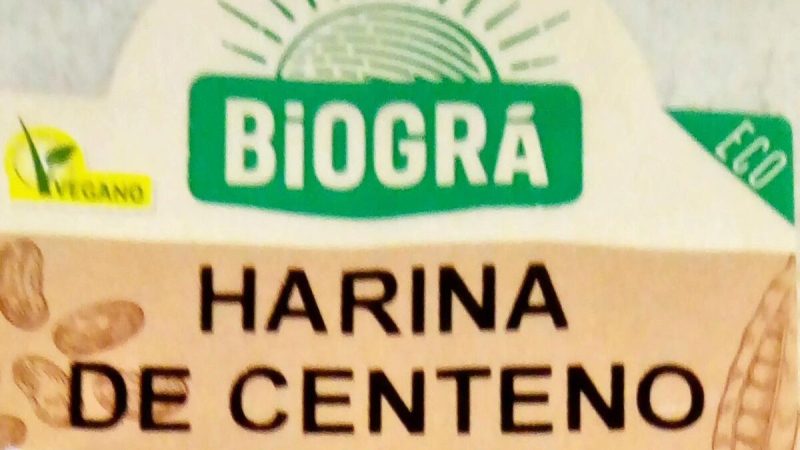 BiOGRÁ
ECO
VEGANO
HARINA
DE CENTENO